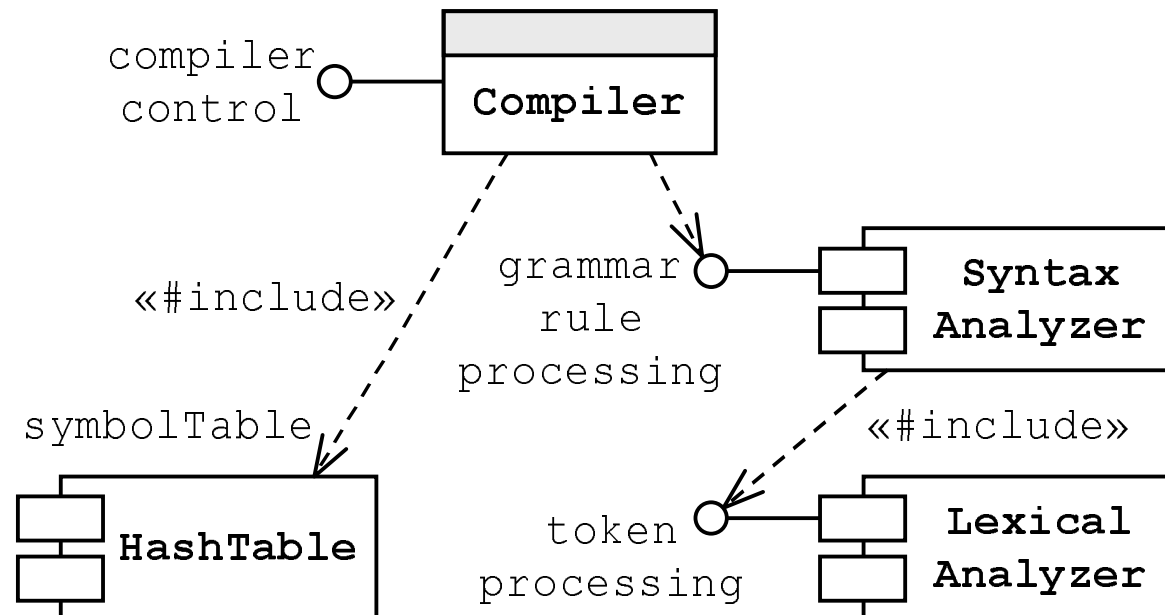 compiler
control
Compiler
«#include»
grammar
rule
processing
Syntax
Analyzer
symbolTable
«#include»
HashTable
token
processing
Lexical
Analyzer